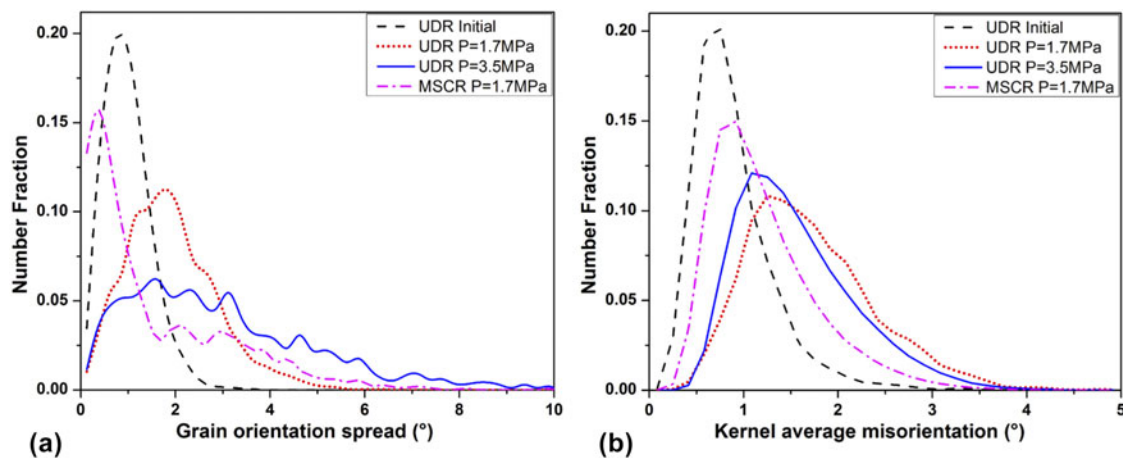 UDR Initial
UDR P=1.7MPa
UDR P=3.5MPa
MSCR P=1.7MPa
0.20
0.15
0.10
0.05
0.00
Number Fraction
0 2 4 6 8 10
(a) Grain orientation spread (°)
UDR Initial
UDR P=1.7MPa
UDR P=3.5MPa
MSCR P=1.7MPa
0.20
0.15
0.10
0.05
0.00
Number Fraction
0 1 2 3 4 5
(b) Kernel average misorientation (°)